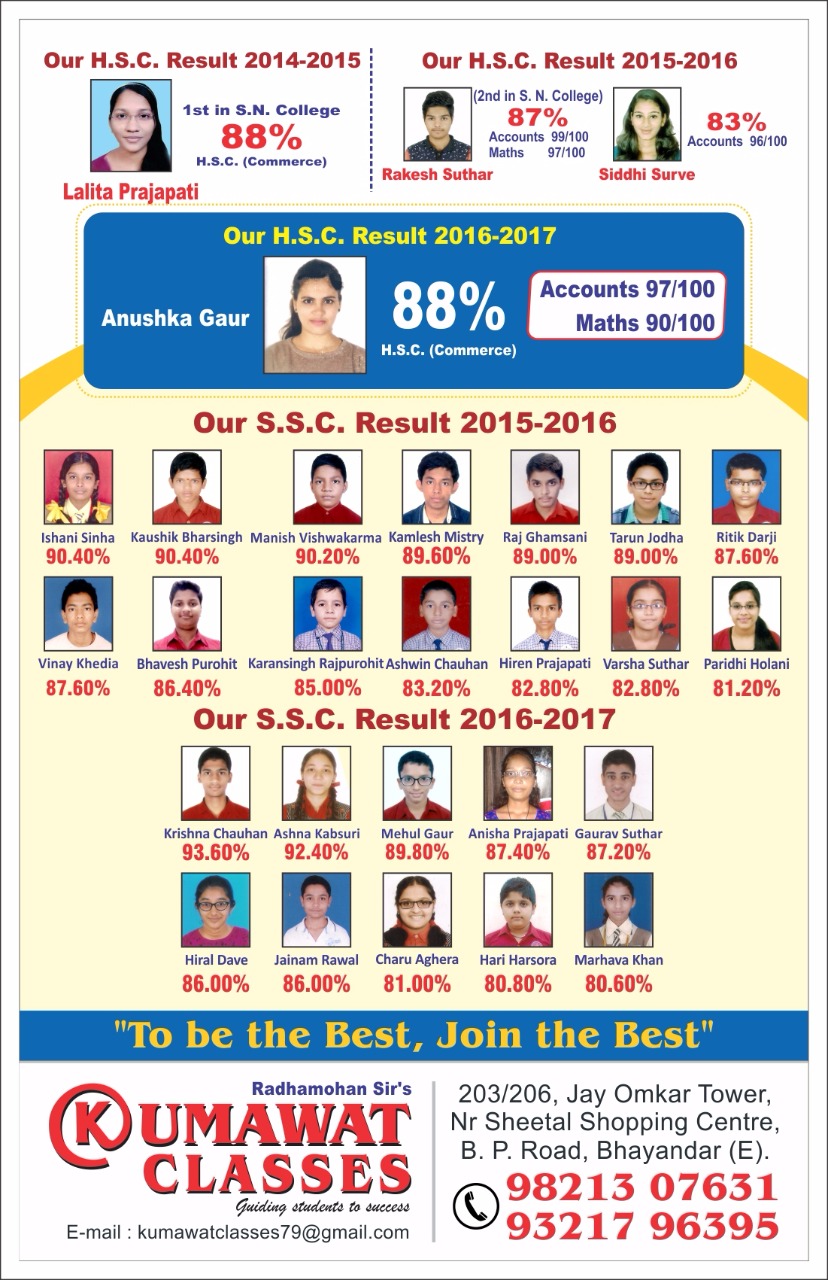 Our H.S.C. Result 2014-2015
1st in S.N. College
88%
H.S.C. (Commerce)
Lalita Prajapati
Our H.S.C. Result 2015-2016
(2nd in S. N. College)
87%
Accounts 99/100
Maths 97/100
Rakesh Suthar
83%
Accounts 96/100
Siddhi Surve
Our H.S.C. Result 2016-2017
Anushka Gaur
88%
H.S.C. (Commerce)
Accounts 97/100
Maths 90/100
Our S.S.C. Result 2015-2016
Ishani Sinha Kaushik Bharsingh Manish Vishwakarma Kamlesh Mistry Raj Ghamsani Tarun Jodha Ritik Darji
90.40% 90.40% 90.20% 89.60% 89.00% 89.00% 87.60%
Vinay Khedia Bhavesh Purohit Karansingh Rajpurohit Ashwin Chauhan Hiren Prajapati Varsha Suthar Paridhi Holani
87.60% 86.40% 85.00% 83.20% 82.80% 82.80% 81.20%
Our S.S.C. Result 2016-2017
Krishna Chauhan Ashna Kabsuri Mehul Gaur Anisha Prajapati Gaurav Suthar
93.60% 92.40% 89.80% 87.40% 87.20%
Hiral Dave Jainam Rawal Charu Aghera Hari Harsora Marhava Khan
86.00% 86.00% 81.00% 80.80% 80.60%
"To be the Best, Join the Best"
Radhamohan Sir's
KUMAWAT
CLASSES
Guiding students to success
E-mail : kumawatclasses79@gmail.com
203/206, Jay Omkar Tower,
Nr Sheetal Shopping Centre,
B. P. Road, Bhayandar (E).
98213 07631
93217 96395